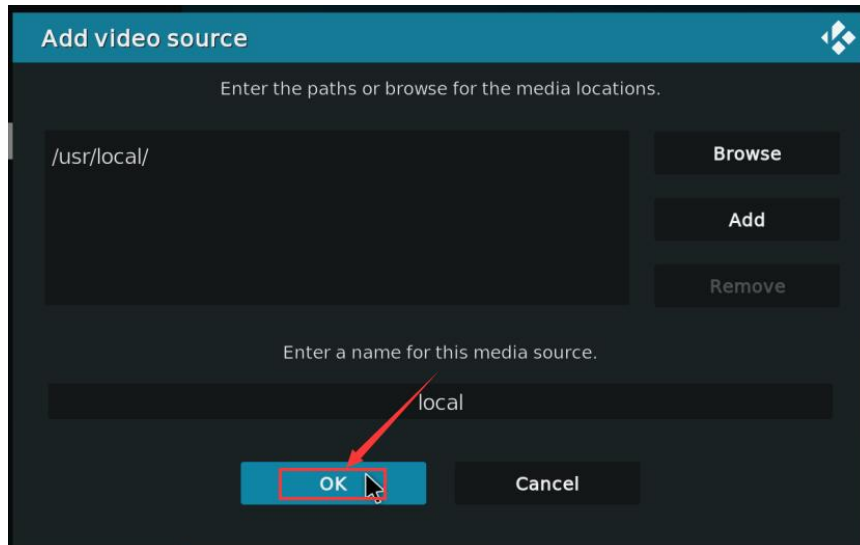 Add video source
Enter the paths or browse for the media locations.
/usr/local/
Browse
Add
Remove
Enter a name for this media source.
local
OK
Cancel